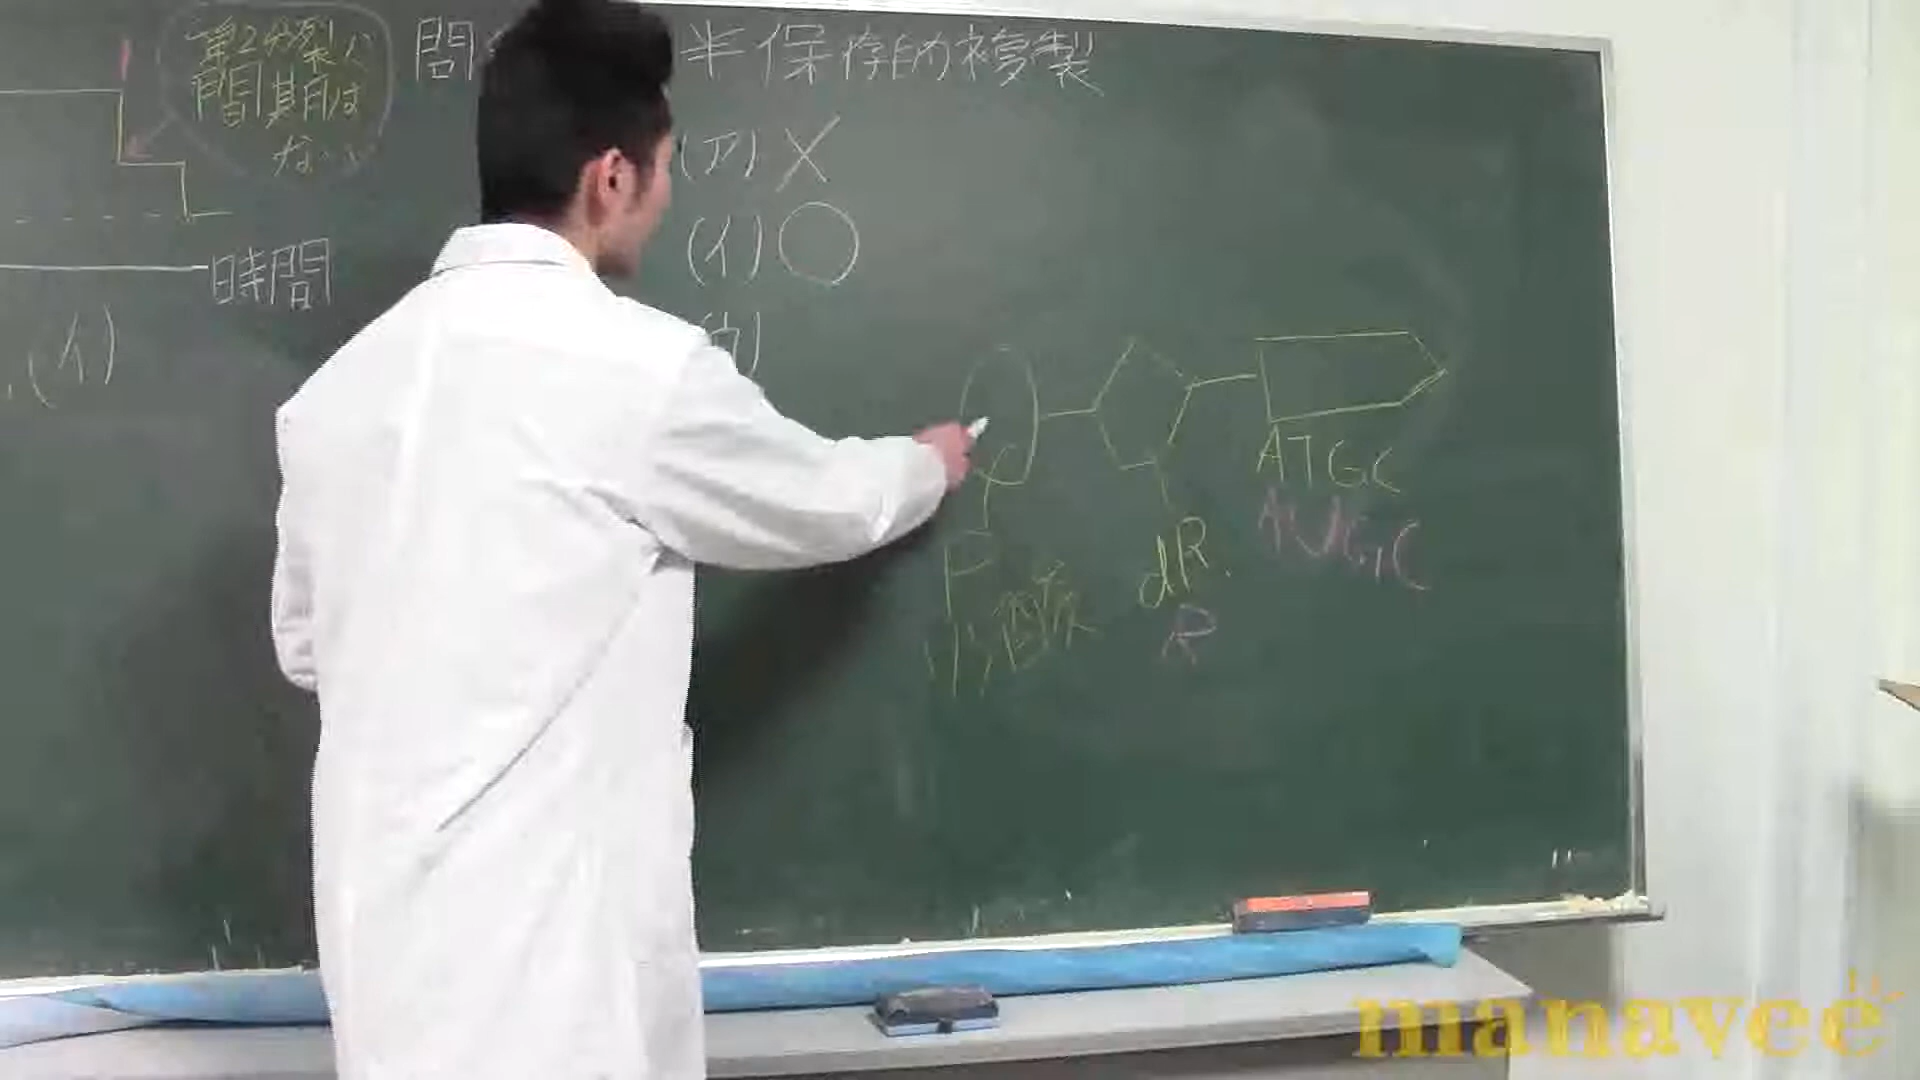 第2分裂に
間期は
ない
時間
(イ)
問
半保存的複製
(ア) ×
(イ) ○
(ウ)
ATGC
AUGC
P
dR
R
リン酸
manavee